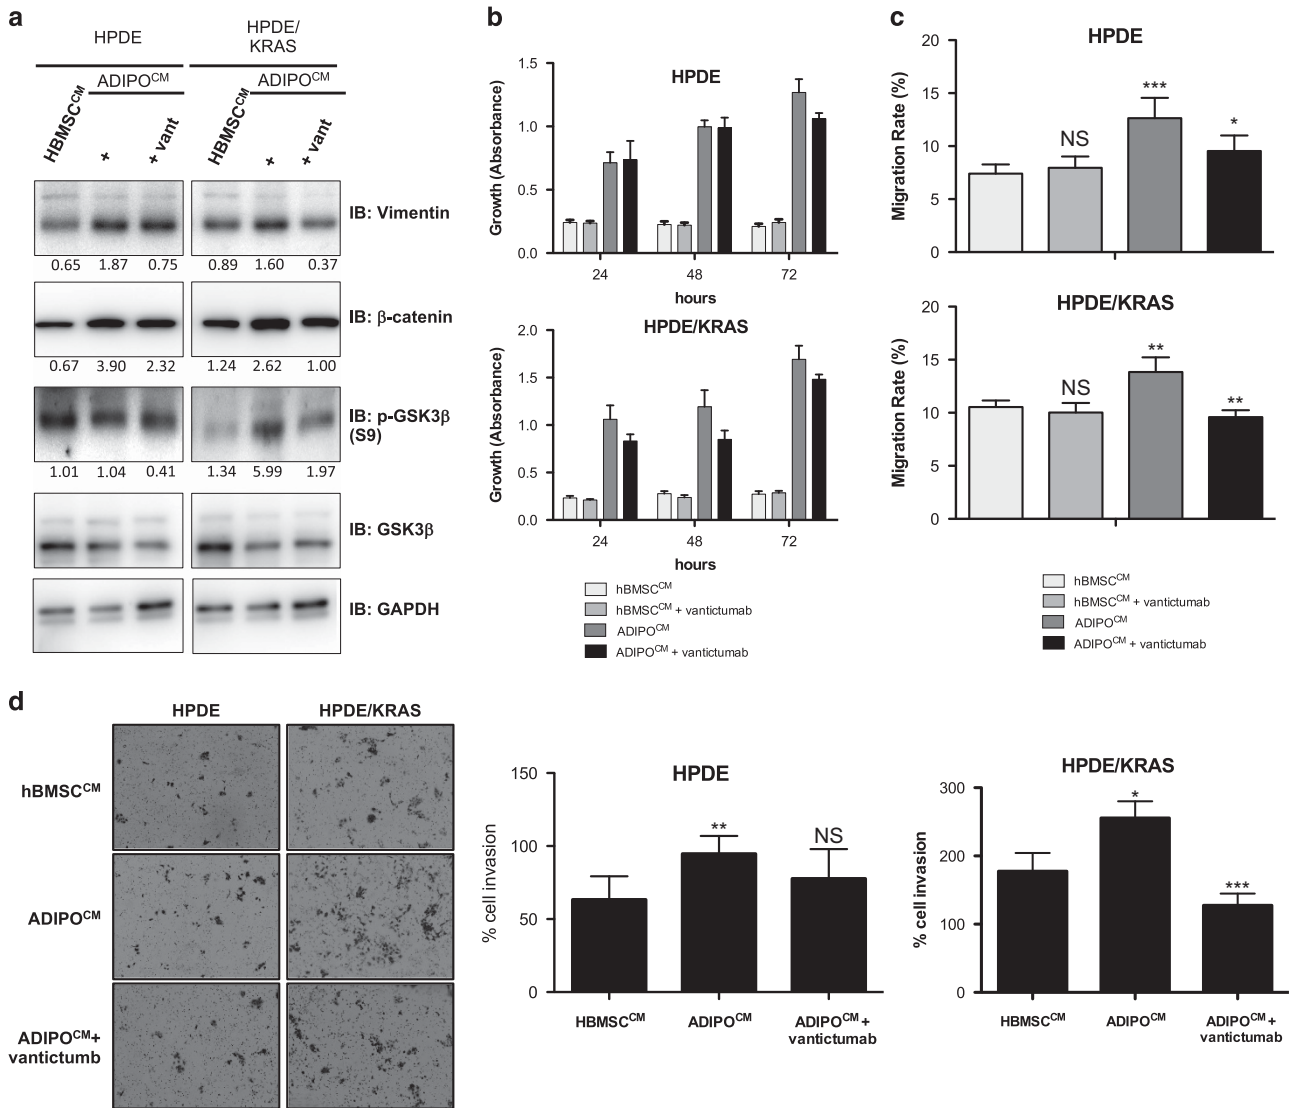 a
HPDE
HPDE/
KRAS
HBMSC^CM
ADIPO^CM
+
+ vant
HBMSC^CM
ADIPO^CM
+
+ vant
IB: Vimentin
0.65 1.87 0.75 0.89 1.60 0.37
IB: β-catenin
0.67 3.90 2.32 1.24 2.62 1.00
IB: p-GSK3β
(S9)
1.01 1.04 0.41 1.34 5.99 1.97
IB: GSK3β
IB: GAPDH
b
HPDE
Growth (Absorbance)
1.5
1.0
0.5
0.0
24 48 72
hours
HPDE/KRAS
Growth (Absorbance)
2.0
1.5
1.0
0.5
0.0
24 48 72
hours
hBMSC^CM
hBMSC^CM + vantictumab
ADIPO^CM
ADIPO^CM + vantictumab
c
HPDE
Migration Rate (%)
20
15
10
5
0
NS
***
*
HPDE/KRAS
Migration Rate (%)
20
15
10
5
0
NS
**
**
hBMSC^CM
hBMSC^CM + vantictumab
ADIPO^CM
ADIPO^CM + vantictumab
d
HPDE HPDE/KRAS
hBMSC^CM
ADIPO^CM
ADIPO^CM+
vantictumb
HPDE
% cell invasion
150
100
50
0
**
NS
HBMSC^CM ADIPO^CM ADIPO^CM +
vantictumab
HPDE/KRAS
% cell invasion
300
200
100
0
*
***
HBMSC^CM ADIPO^CM ADIPO^CM +
vantictumab